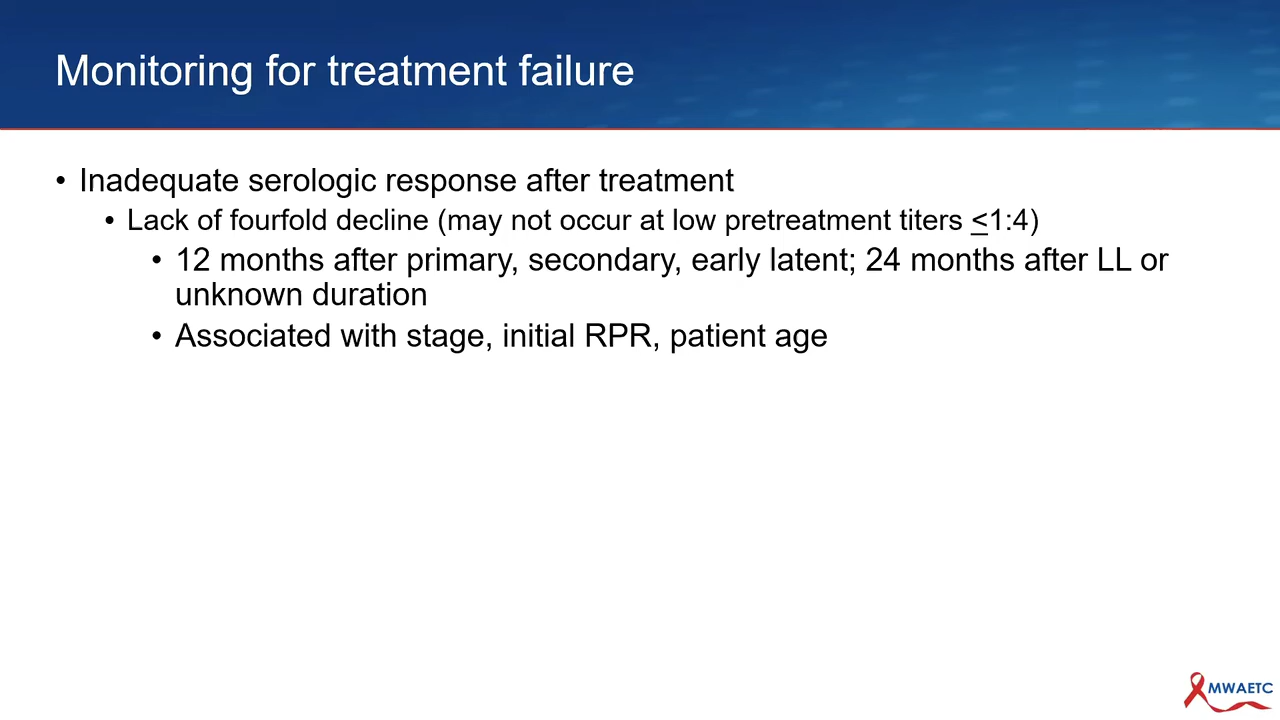 Monitoring for treatment failure
• Inadequate serologic response after treatment
• Lack of fourfold decline (may not occur at low pretreatment titers <1:4)
• 12 months after primary, secondary, early latent; 24 months after LL or
unknown duration
• Associated with stage, initial RPR, patient age
MWAETC